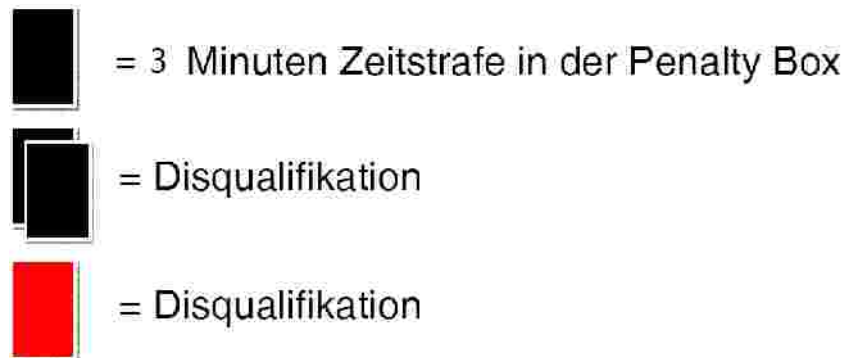 = 3 Minuten Zeitstrafe in der Penalty Box
= Disqualifikation
= Disqualifikation